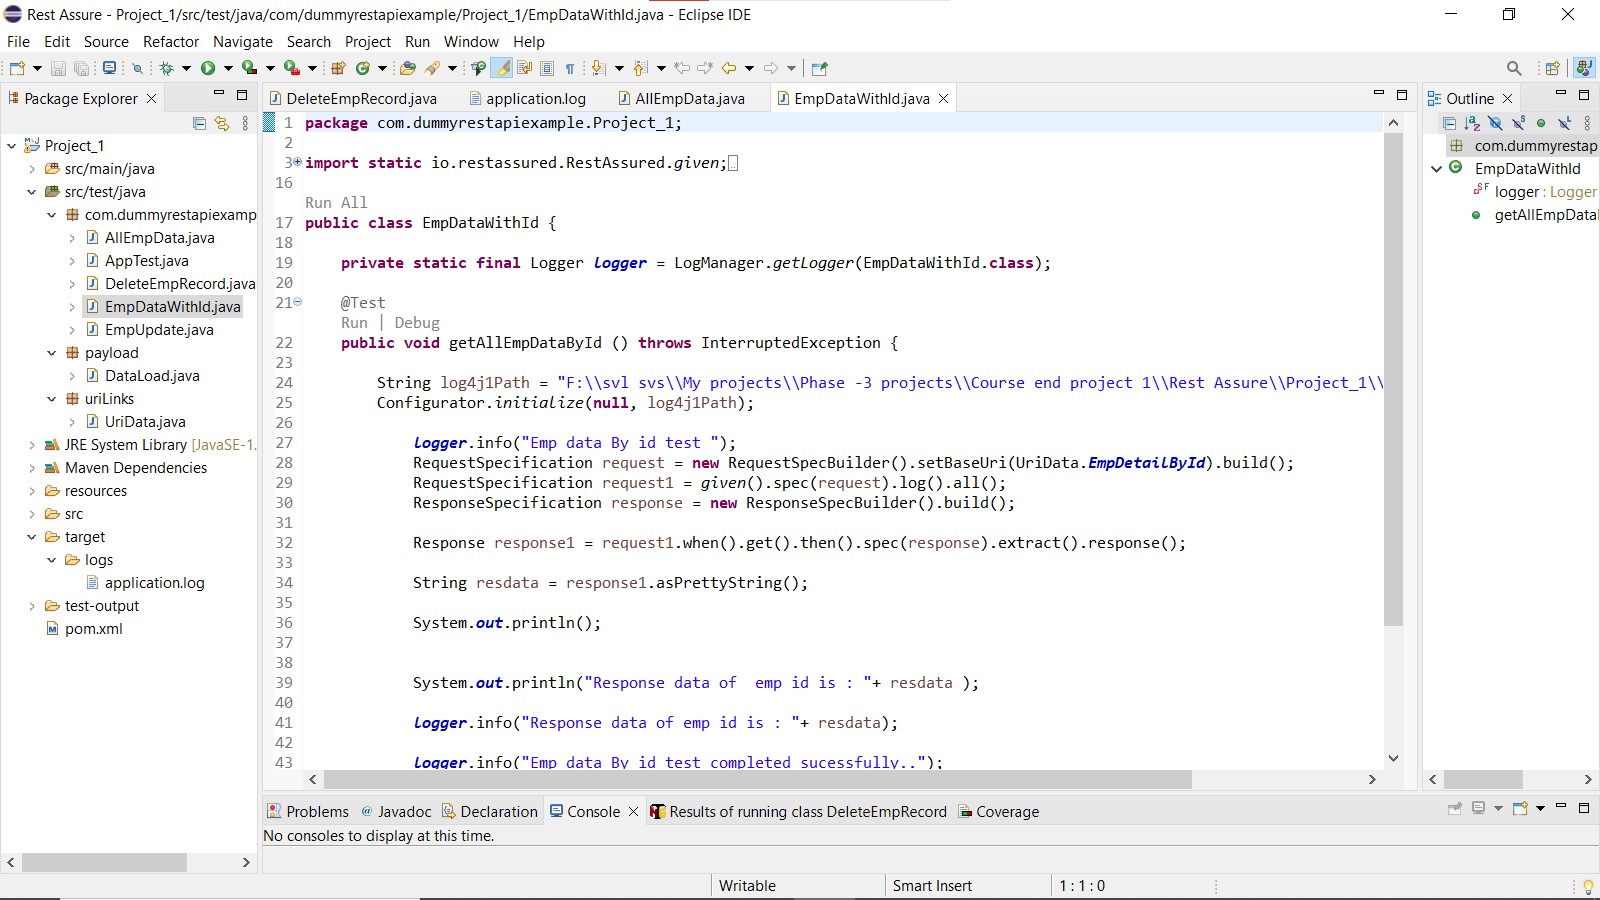 Rest Assure - Project_1/src/test/java/com/dummyrestapiexample/Project_1/EmpDataWithId.java - Eclipse IDE
File Edit Source Refactor Navigate Search Project Run Window Help
Package Explorer
Project_1
src/main/java
src/test/java
com.dummyrestapiexamp
AllEmpData.java
AppTest.java
DeleteEmpRecord.java
EmpDataWithId.java
EmpUpdate.java
payload
DataLoad.java
uriLinks
UriData.java
JRE System Library [JavaSE-1.
Maven Dependencies
resources
src
target
logs
application.log
test-output
pom.xml
DeleteEmpRecord.java application.log AllEmpData.java EmpDataWithId.java
1 package com.dummyrestapiexample.Project_1;
2
3 import static io.restassured.RestAssured.given;
16
Run All
17 public class EmpDataWithId {
18
19 private static final Logger logger = LogManager.getLogger(EmpDataWithId.class);
20
21 @Test
Run | Debug
22 public void getAllEmpDataById () throws InterruptedException {
23
24 String log4j1Path = "F:\\svl svs\\My projects\\Phase -3 projects\\Course end project 1\\Rest Assure\\Project_1\\
25 Configurator.initialize(null, log4j1Path);
26
27 logger.info("Emp data By id test ");
28 RequestSpecification request = new RequestSpecBuilder().setBaseUri(UriData.EmpDetailById).build();
29 RequestSpecification request1 = given().spec(request).log().all();
30 ResponseSpecification response = new ResponseSpecBuilder().build();
31
32 Response response1 = request1.when().get().then().spec(response).extract().response();
33
34 String resdata = response1.asPrettyString();
35
36 System.out.println();
37
38
39 System.out.println("Response data of  emp id is : "+ resdata );
40
41 logger.info("Response data of emp id is : "+ resdata);
42
43 logger.info("Emp data By id test completed sucessfully..");
Outline
com.dummyrestap
EmpDataWithId
logger : Logger
getAllEmpData
Problems Javadoc Declaration Console Results of running class DeleteEmpRecord Coverage
No consoles to display at this time.
Writable Smart Insert 1 : 1 : 0